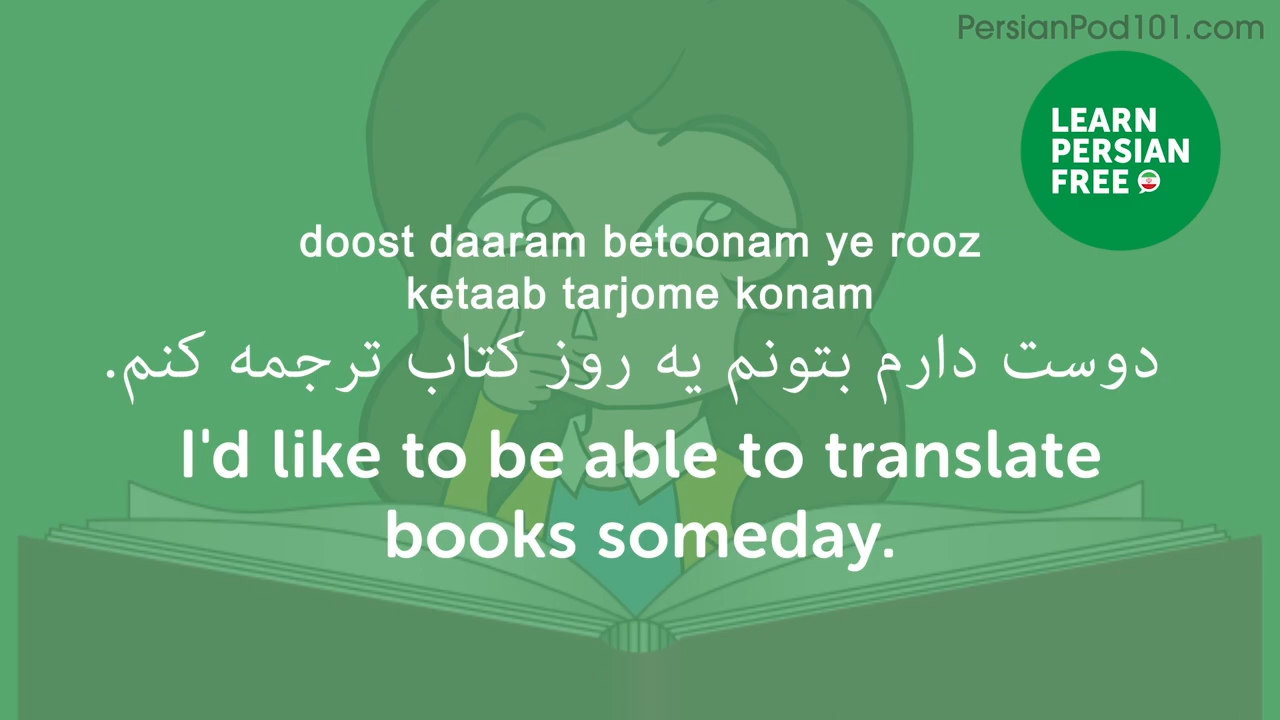 PersianPod101.com
LEARN
PERSIAN
FREE
doost daaram betoonam ye rooz
ketaab tarjome konam
دوست دارم بتونم یه روز کتاب ترجمه کنم.
I'd like to be able to translate
books someday.